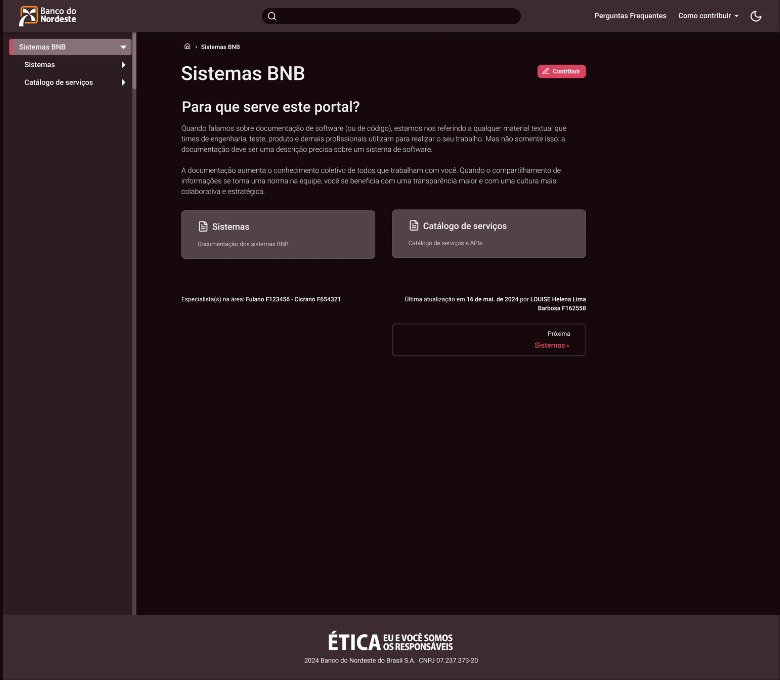 Banco do
Nordeste
Perguntas Frequentes
Como contribuir
Sistemas BNB
Sistemas
Catálogo de serviços
Sistemas BNB
Sistemas BNB
Contribuir
Para que serve este portal?
Quando falamos sobre documentação de software (ou de código), estamos nos referindo a qualquer material textual que
times de engenharia, teste, produto e demais profissionais utilizam para realizar o seu trabalho. Mas não somente isso: a
documentação deve ser uma descrição precisa sobre um sistema de software.
A documentação aumenta o conhecimento coletivo de todos que trabalham com você. Quando o compartilhamento de
informações se torna uma norma na equipe, você se beneficia com uma transparência maior e com uma cultura mais
colaborativa e estratégica.
Sistemas
Documentação dos sistemas BNB
Catálogo de serviços
Catálogo de serviços e APIs
Especialista(s) na área: Fulano F123456 - Cicrano F654321
Última atualização em 16 de mai. de 2024 por LOUISE Helena Lima
Barbosa F162558
Próxima
Sistemas »
ÉTICA EU E VOCÊ SOMOS
OS RESPONSÁVEIS
2024 Banco do Nordeste do Brasil S.A. CNPJ 07.237.373-20